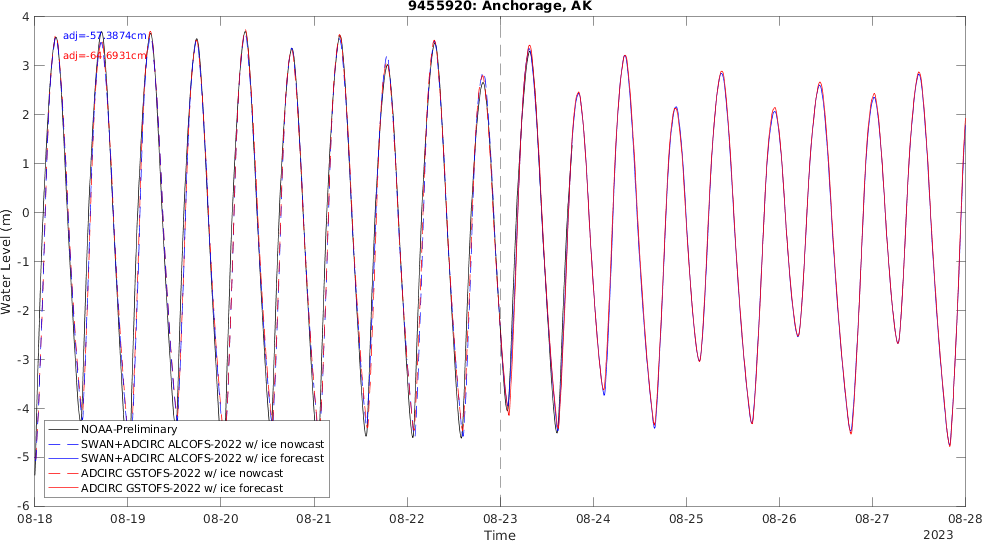 9455920: Anchorage, AK
adj=-57.3874cm
adj=-64.6931cm
4
3
2
1
0
-1
-2
-3
-4
-5
-6
Water Level (m)
NOAA-Preliminary
SWAN+ADCIRC ALCOFS-2022 w/ ice nowcast
SWAN+ADCIRC ALCOFS-2022 w/ ice forecast
ADCIRC GSTOFS-2022 w/ ice nowcast
ADCIRC GSTOFS-2022 w/ ice forecast
08-18 08-19 08-20 08-21 08-22 08-23 08-24 08-25 08-26 08-27 08-28
Time
2023